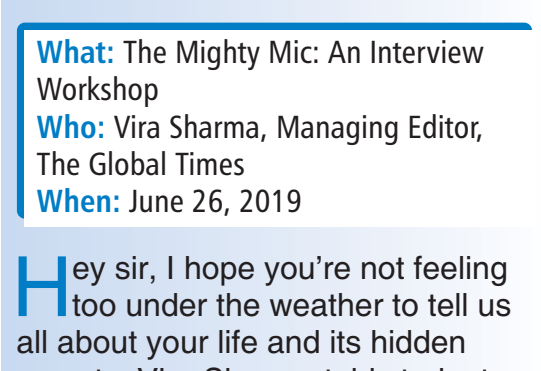 What: The Mighty Mic: An Interview
Workshop
Who: Vira Sharma, Managing Editor,
The Global Times
When: June 26, 2019
Hey sir, I hope you're not feeling
too under the weather to tell us
all about your life and its hidden